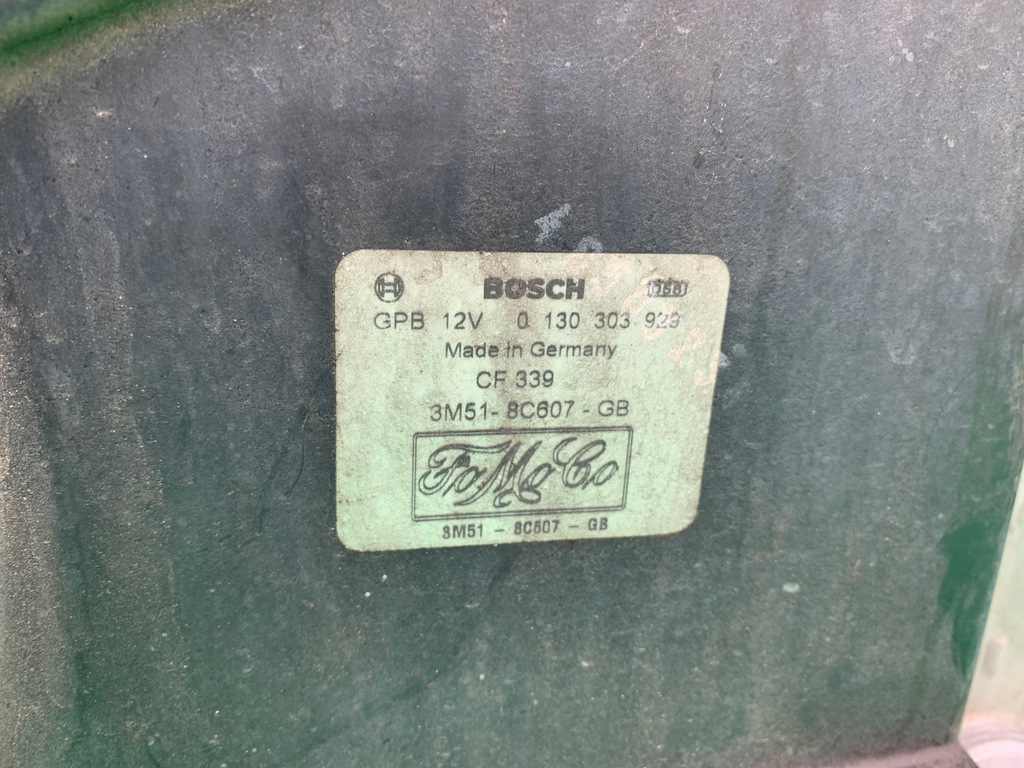 BOSCH
GPB 12V 0 130 303 929
Made in Germany
CF 339
3M51- 8C607 - GB
FoMoCo
3M51 - 8C607 - GB